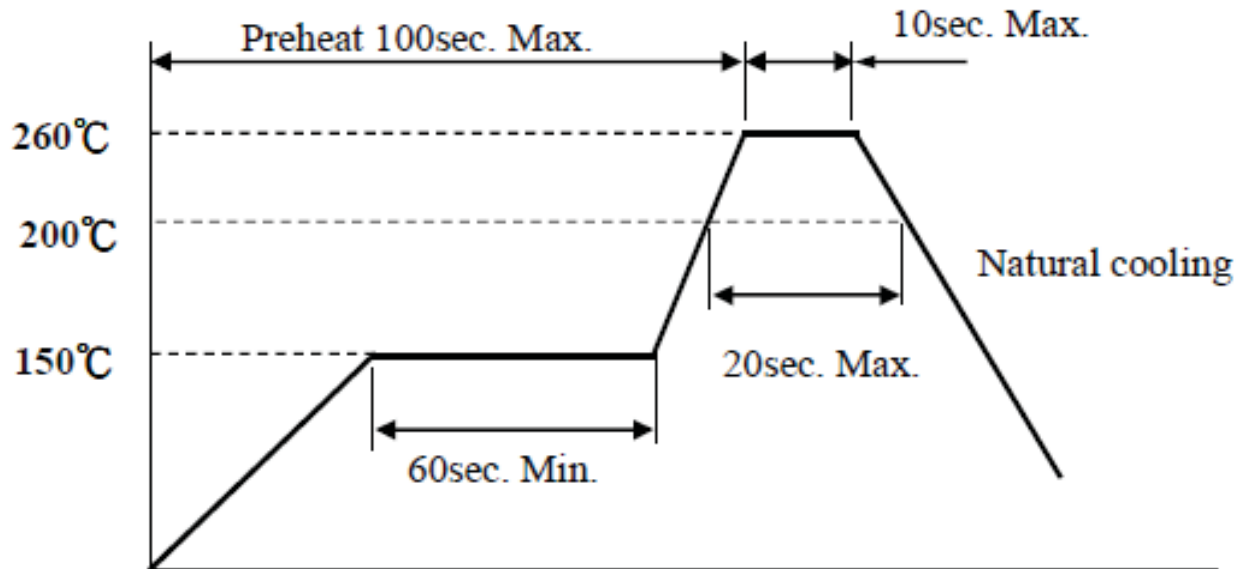 Preheat 100sec. Max.
10sec. Max.
260℃
200℃
Natural cooling
150℃
20sec. Max.
60sec. Min.